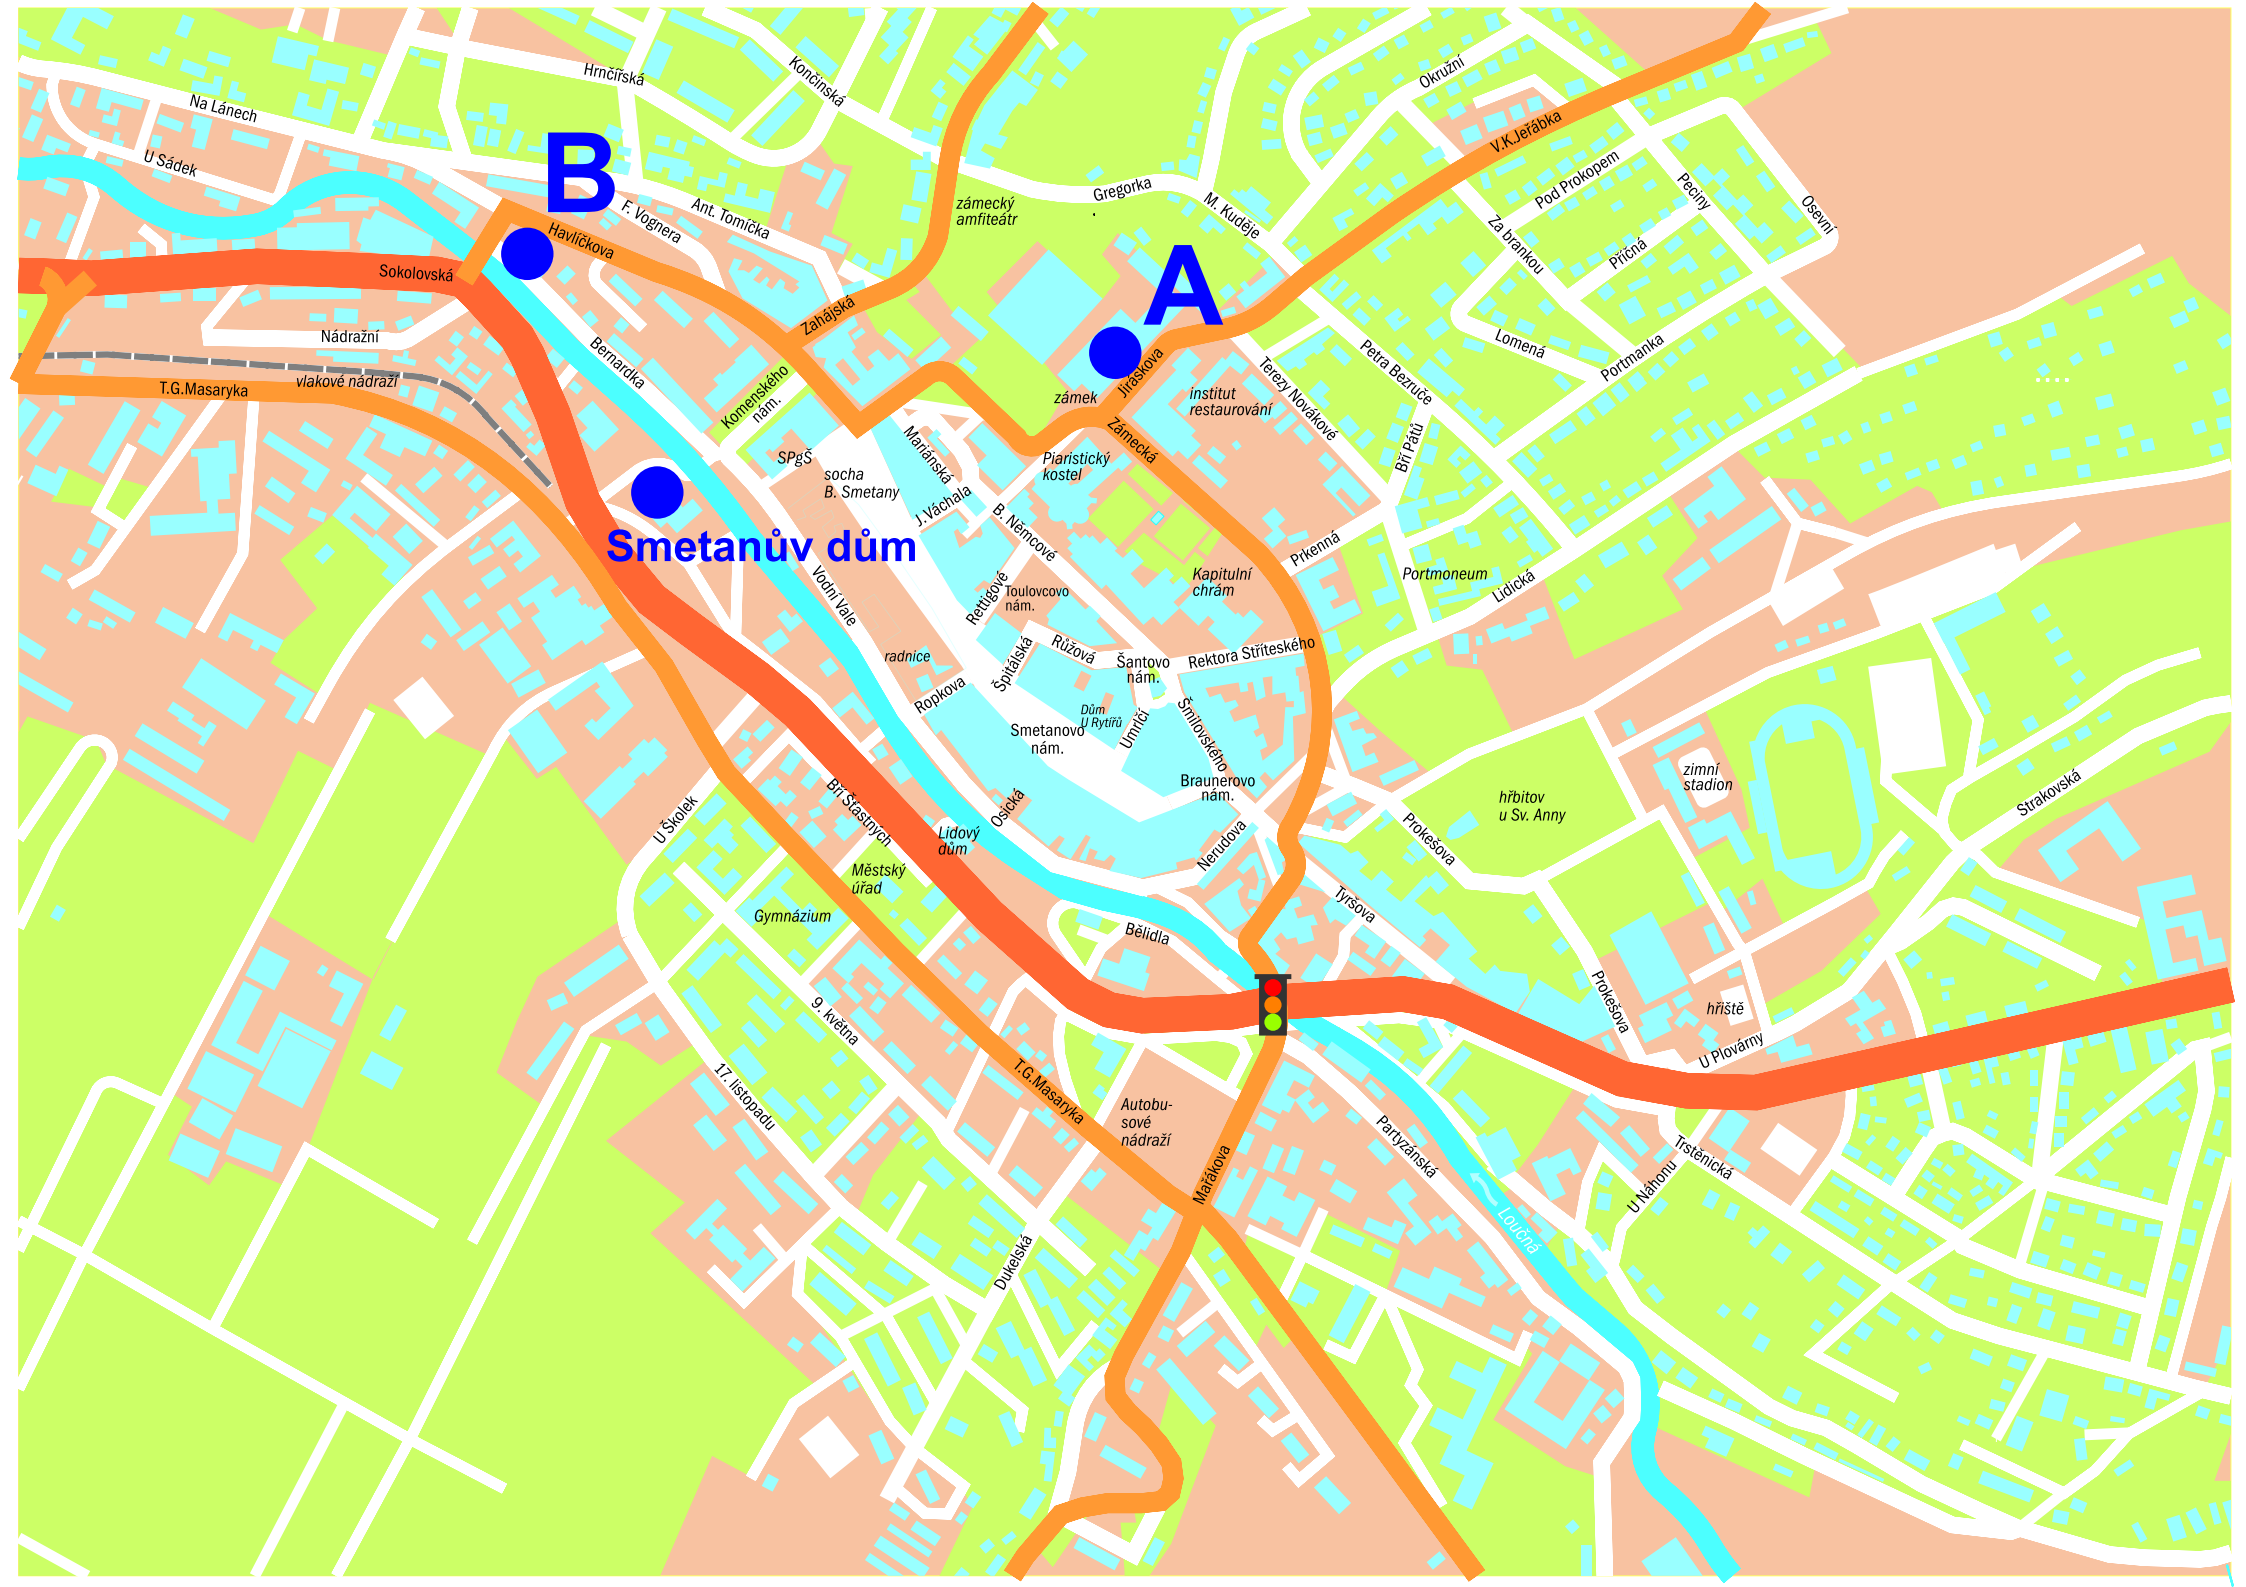 Hrnčířská
Končinská
Okružní
Na Lánech
V.K.Jeřábka
U Sádek
B
Pod Prokopem
Peciny
Gregorka
M. Kuděje
Osevní
F. Vognera
Ant. Tomíčka
zámecký
amfiteátr
Za brankou
Havlíčkova
Příčná
Sokolovská
A
Zahájská
Nádražní
Bernardka
Lomená
Petra Bezruče
Portmanka
T.G.Masaryka
vlakové nádraží
Komenského
nám.
zámek
Jiráskova
institut
restaurování
Terezy Novákové
Zámecká
Mariánská
Bří Pátů
SPgŠ
socha
B. Smetany
Piaristický
kostel
J. Váchala
B. Němcové
Smetanův dům
Prkenná
Vodní Valy
Rettigové
Toulovcovo
nám.
Kapitulní
chrám
Portmoneum
Lidická
radnice
Špitálská
Růžová
Šantovo
nám.
Rektora Stříteského
Ropkova
Dům
U Rytířů
Smetanovo
nám.
Umrlčí
Šmilovského
Braunerovo
nám.
zimní
stadion
Strakovská
hřbitov
u Sv. Anny
U Školek
Bří Šťastných
Osická
Lidový
dům
Nerudova
Prokešova
Městský
úřad
Gymnázium
Tyršova
Bělidla
9. května
Prokešova
hřiště
U Plovárny
17. listopadu
T.G.Masaryka
Autobu-
sové
nádraží
Partyzánská
Mařákova
Trstěnická
U Náhonu
Loučná
Dukelská